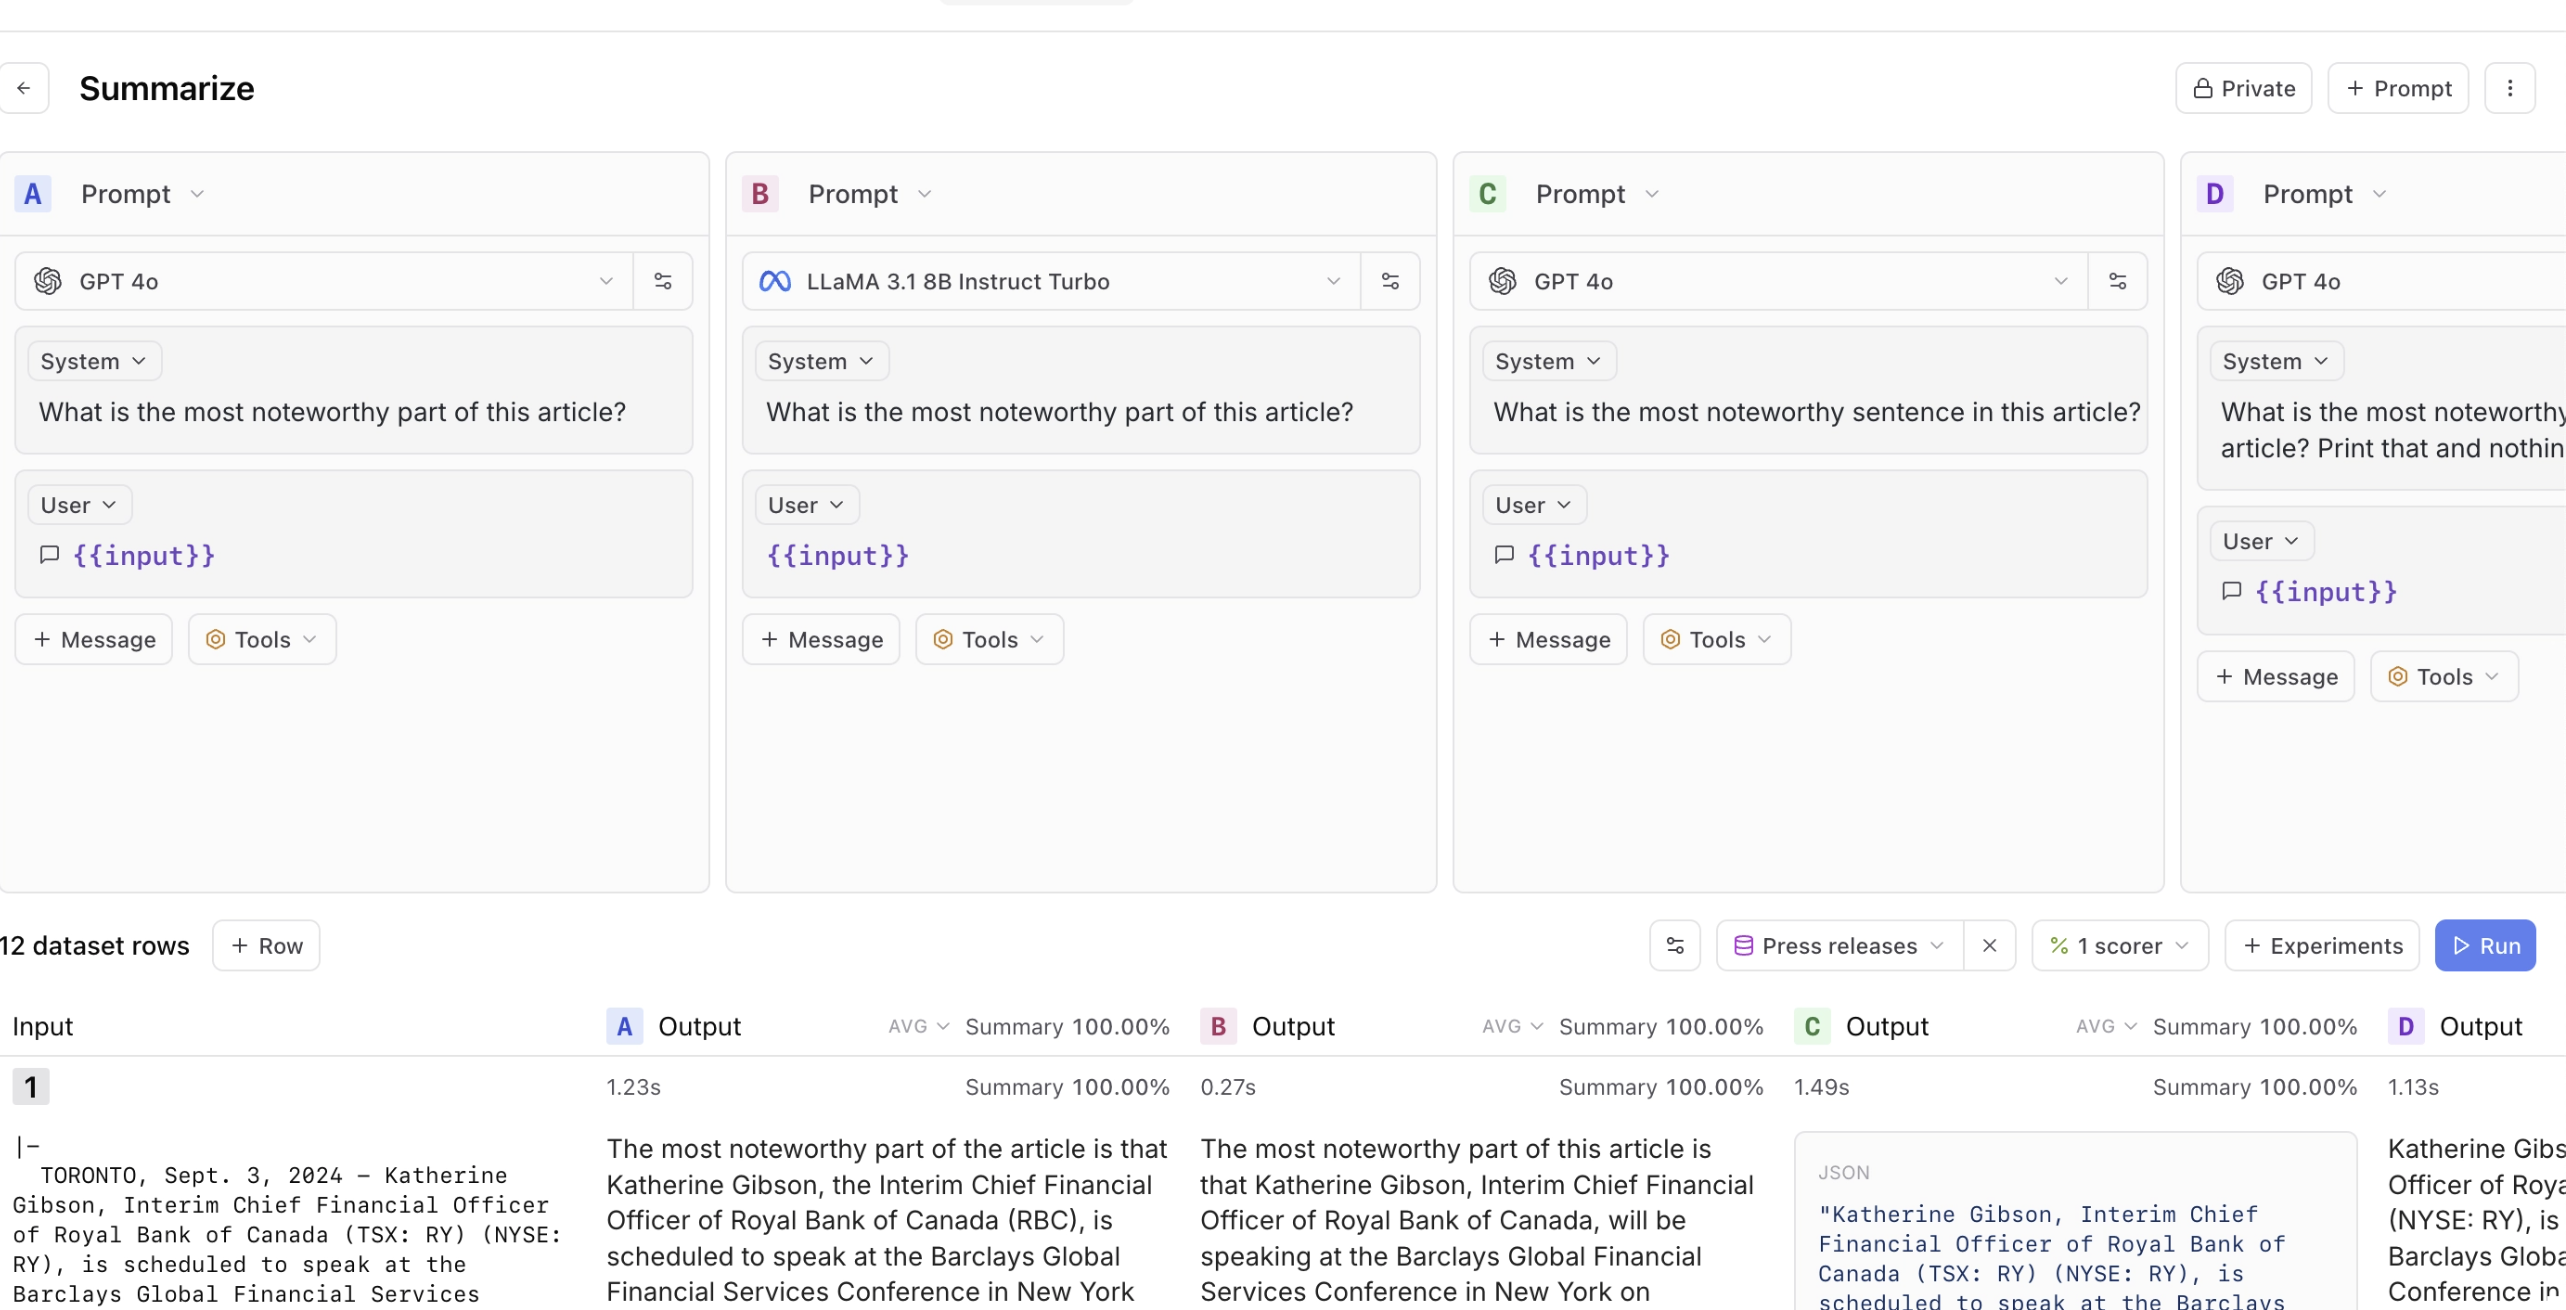 Summarize
Private
+ Prompt
A Prompt
GPT 4o
System
What is the most noteworthy part of this article?
User
{{input}}
+ Message
Tools
B Prompt
LLaMA 3.1 8B Instruct Turbo
System
What is the most noteworthy part of this article?
User
{{input}}
+ Message
Tools
C Prompt
GPT 4o
System
What is the most noteworthy sentence in this article?
User
{{input}}
+ Message
Tools
D Prompt
GPT 4o
System
What is the most noteworthy
article? Print that and nothin
User
{{input}}
+ Message
Tools
12 dataset rows
+ Row
Press releases
% 1 scorer
+ Experiments
Run
Input
A Output AVG Summary 100.00%
B Output AVG Summary 100.00%
C Output AVG Summary 100.00%
D Output
1
|-
TORONTO, Sept. 3, 2024 – Katherine
Gibson, Interim Chief Financial Officer
of Royal Bank of Canada (TSX: RY) (NYSE:
RY), is scheduled to speak at the
Barclays Global Financial Services
1.23s Summary 100.00%
The most noteworthy part of the article is that
Katherine Gibson, the Interim Chief Financial
Officer of Royal Bank of Canada (RBC), is
scheduled to speak at the Barclays Global
Financial Services Conference in New York
0.27s Summary 100.00%
The most noteworthy part of this article is
that Katherine Gibson, Interim Chief Financial
Officer of Royal Bank of Canada, will be
speaking at the Barclays Global Financial
Services Conference in New York on
1.49s Summary 100.00%
JSON
"Katherine Gibson, Interim Chief
Financial Officer of Royal Bank of
Canada (TSX: RY) (NYSE: RY), is
scheduled to speak at the Barclays
1.13s
Katherine Gibs
Officer of Roya
(NYSE: RY), is
Barclays Globa
Conference in